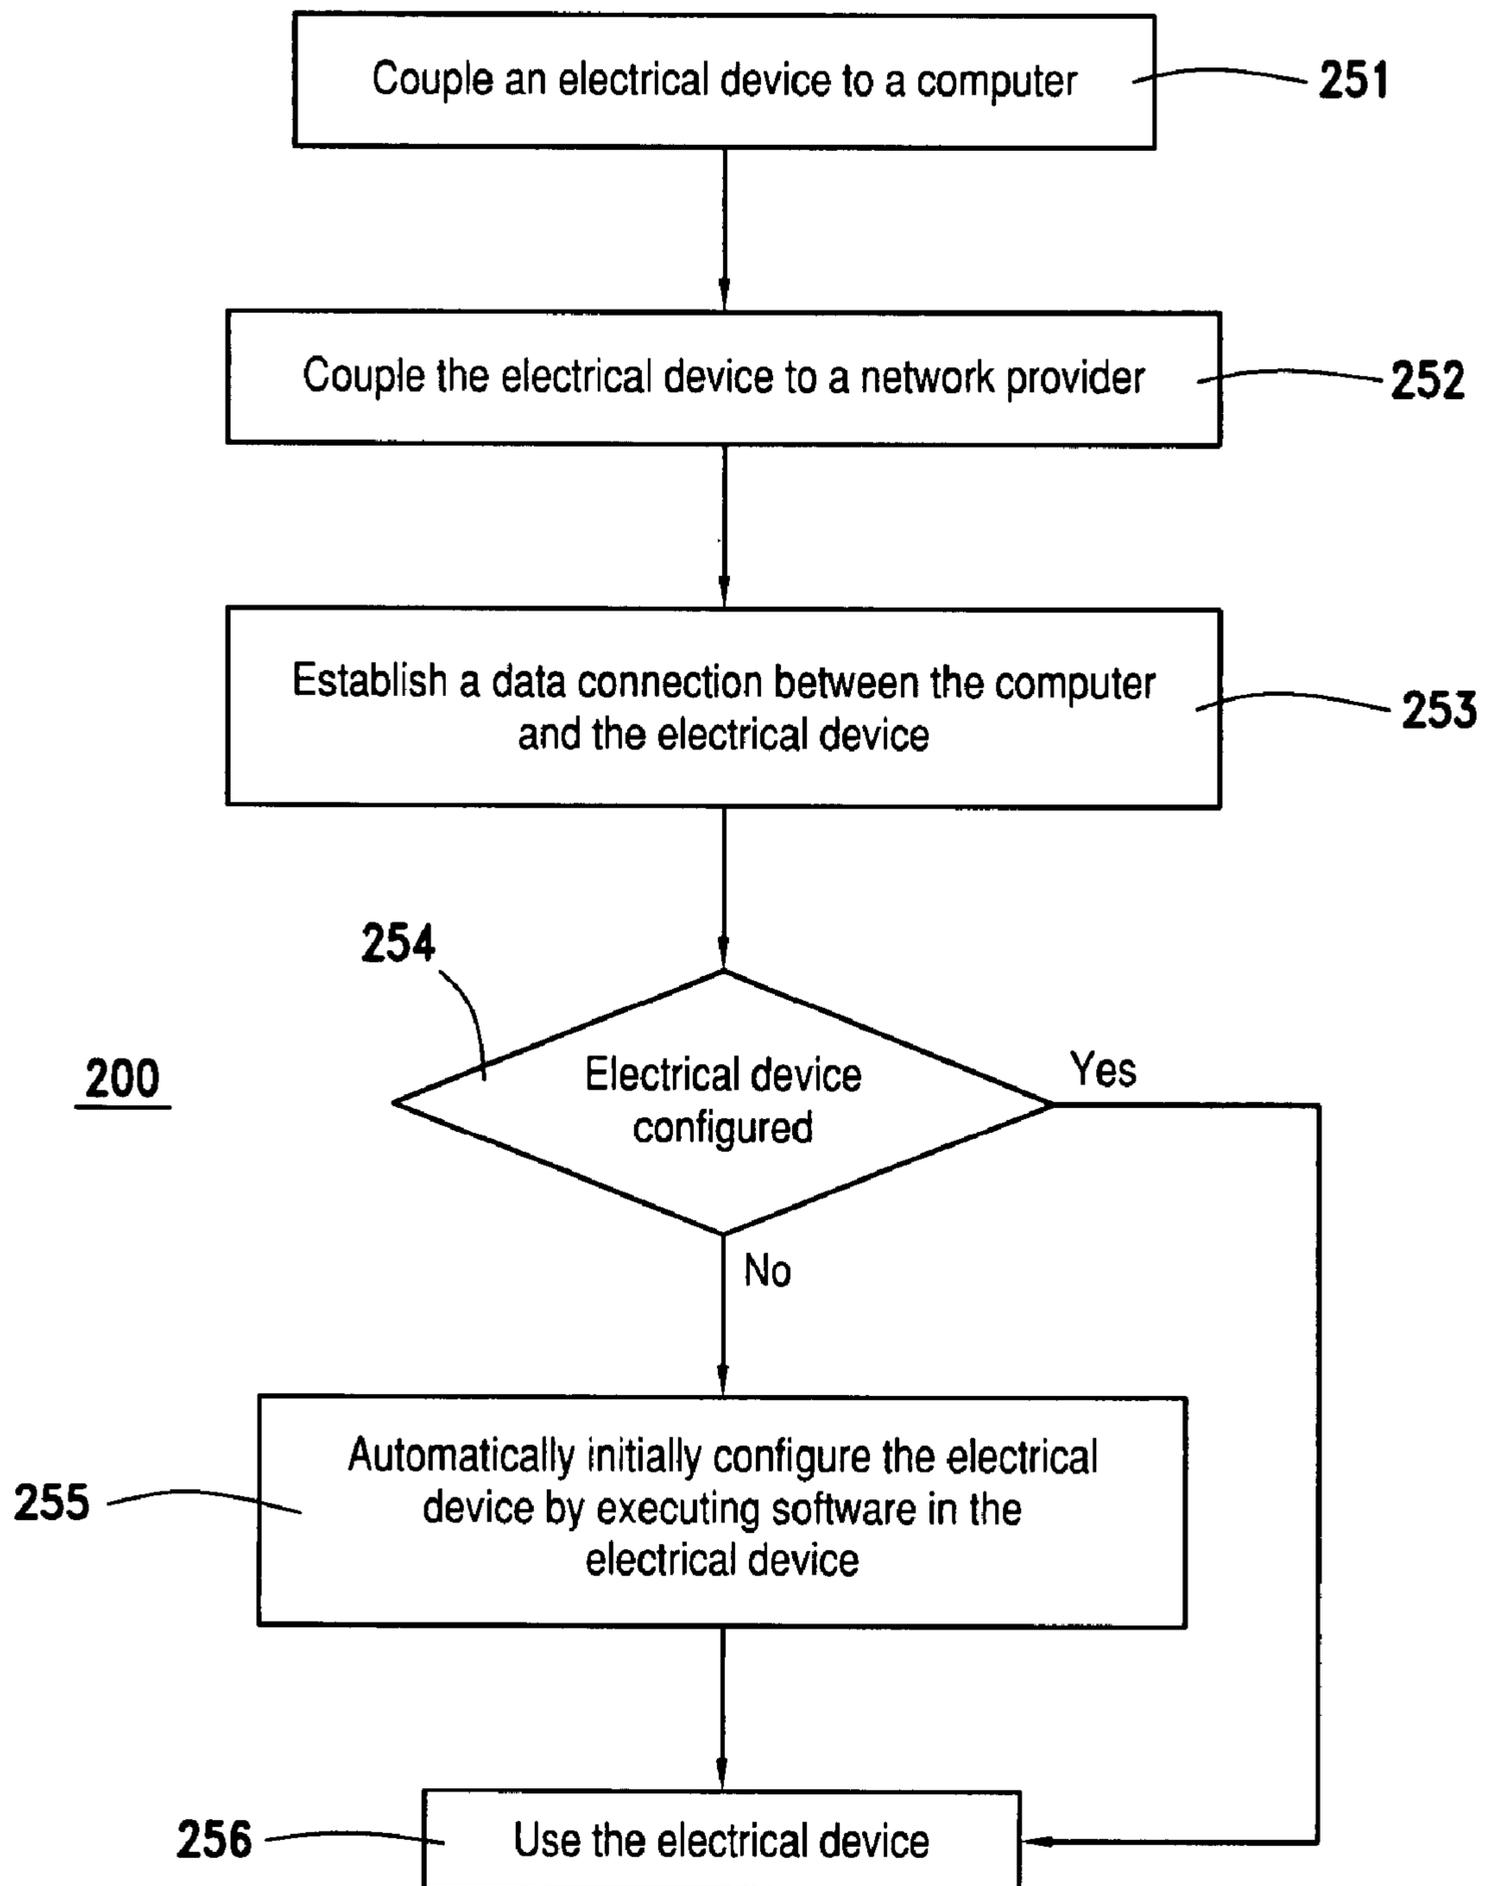 Couple an electrical device to a computer
251
Couple the electrical device to a network provider
252
Establish a data connection between the computer
and the electrical device
253
254
200
Electrical device
configured
Yes
No
Automatically initially configure the electrical
device by executing software in the
electrical device
255
256
Use the electrical device